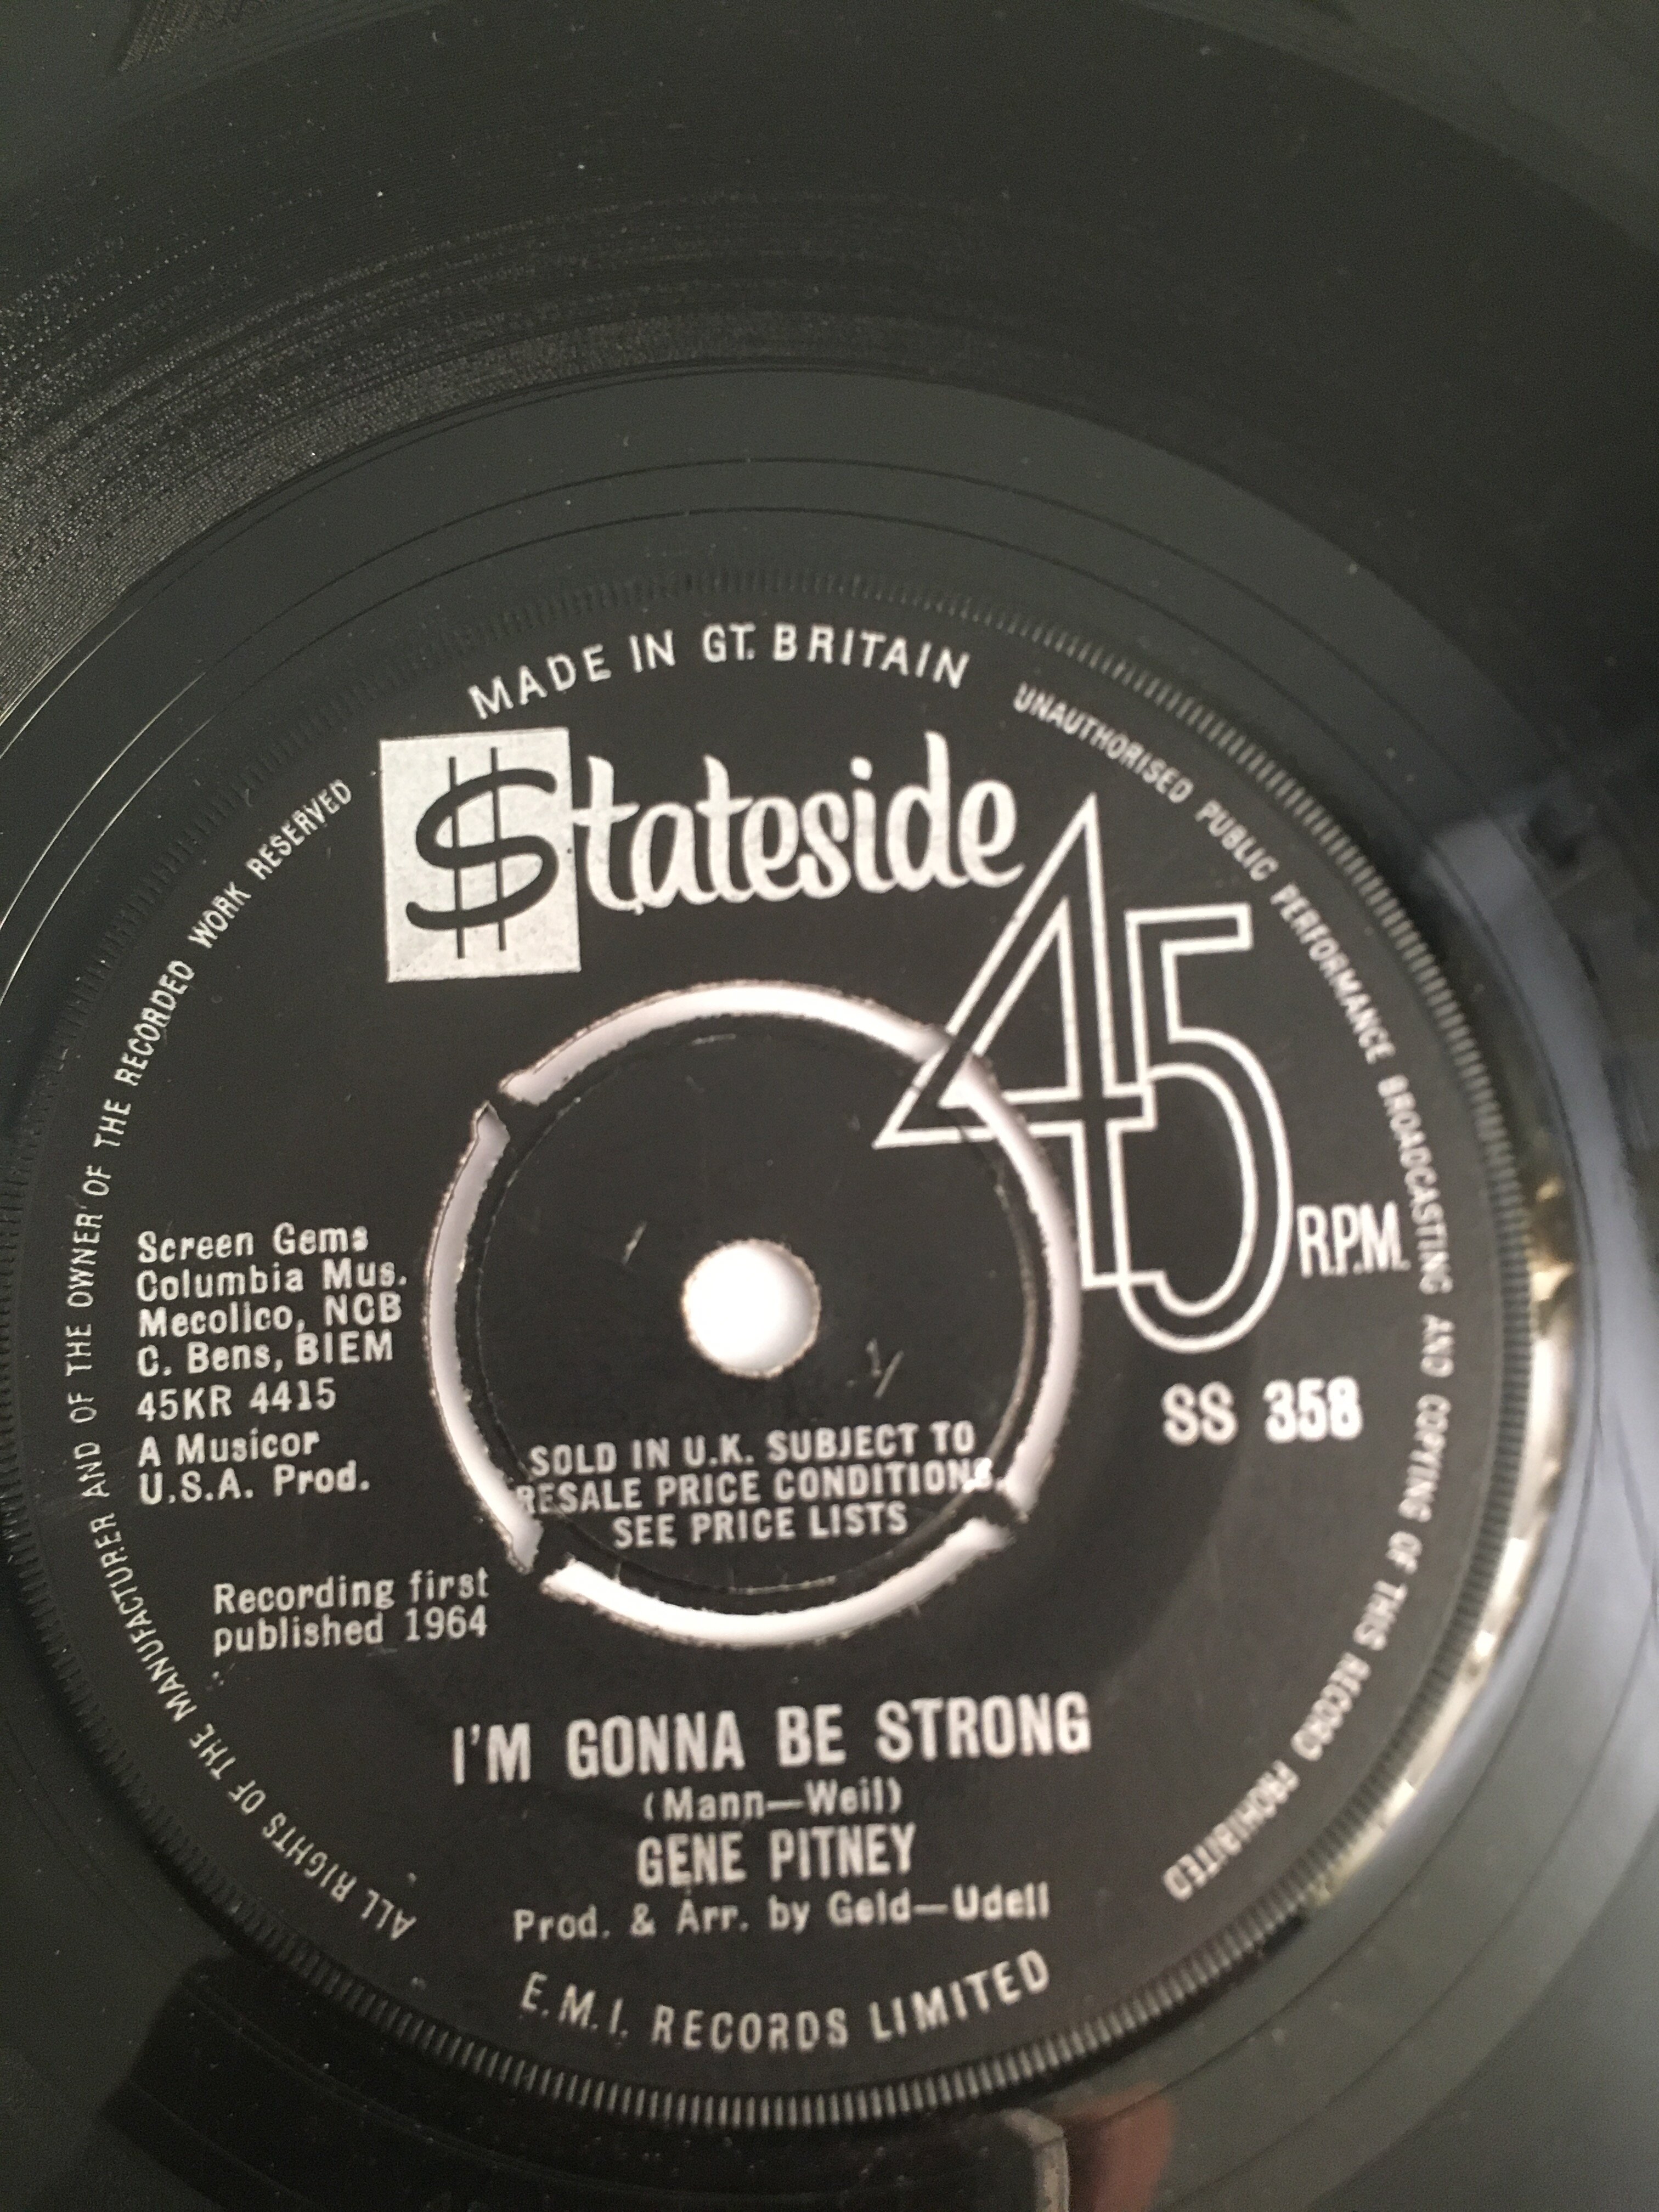 MADE IN GT. BRITAIN
UNAUTHORISED PUBLIC PERFORMANCE BROADCASTING AND COPYING OF THIS RECORD PROHIBITED
ALL RIGHTS OF THE MANUFACTURER AND OF THE OWNER OF THE RECORDED WORK RESERVED
$tateside
45
R.P.M.
Screen Gems
Columbia Mus.
Mecolico, NCB
C. Bens, BIEM
45KR 4415
A Musicor
U.S.A. Prod.
SS 358
SOLD IN U.K. SUBJECT TO
RESALE PRICE CONDITIONS,
SEE PRICE LISTS
Recording first
published 1964
I'M GONNA BE STRONG
(Mann—Weil)
GENE PITNEY
Prod. & Arr. by Geld—Udell
E.M.I. RECORDS LIMITED